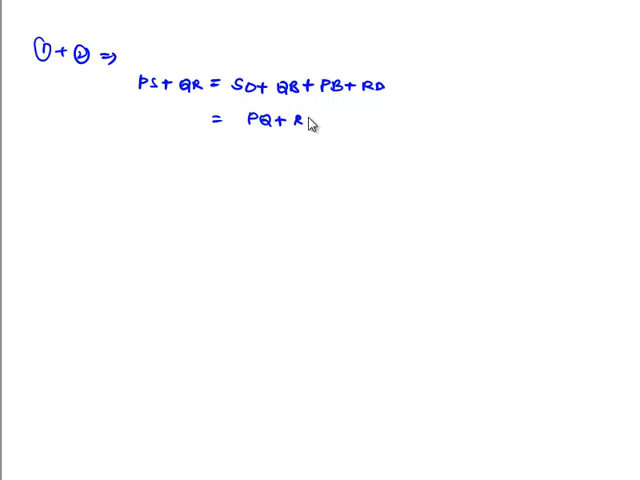 ① + ② ⇒
PS + QR = SD + QB + PB + RD
= PQ + R